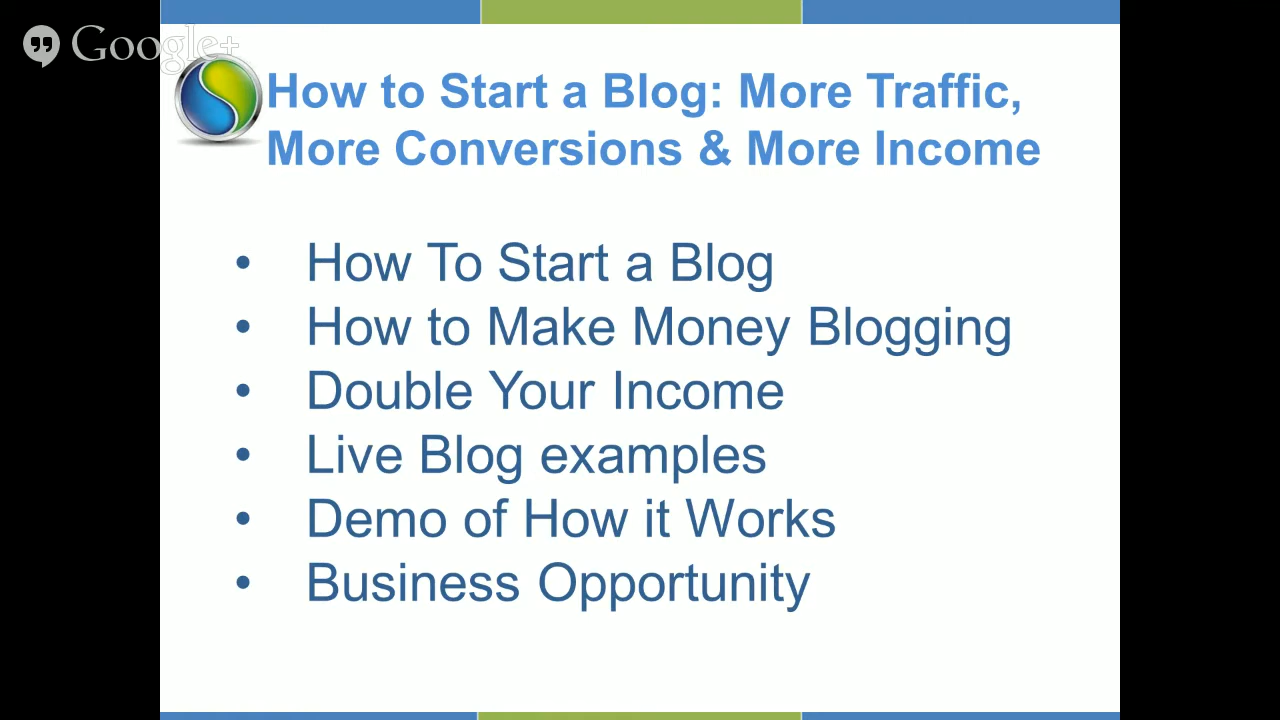 Google+
How to Start a Blog: More Traffic,
More Conversions & More Income
• How To Start a Blog
• How to Make Money Blogging
• Double Your Income
• Live Blog examples
• Demo of How it Works
• Business Opportunity